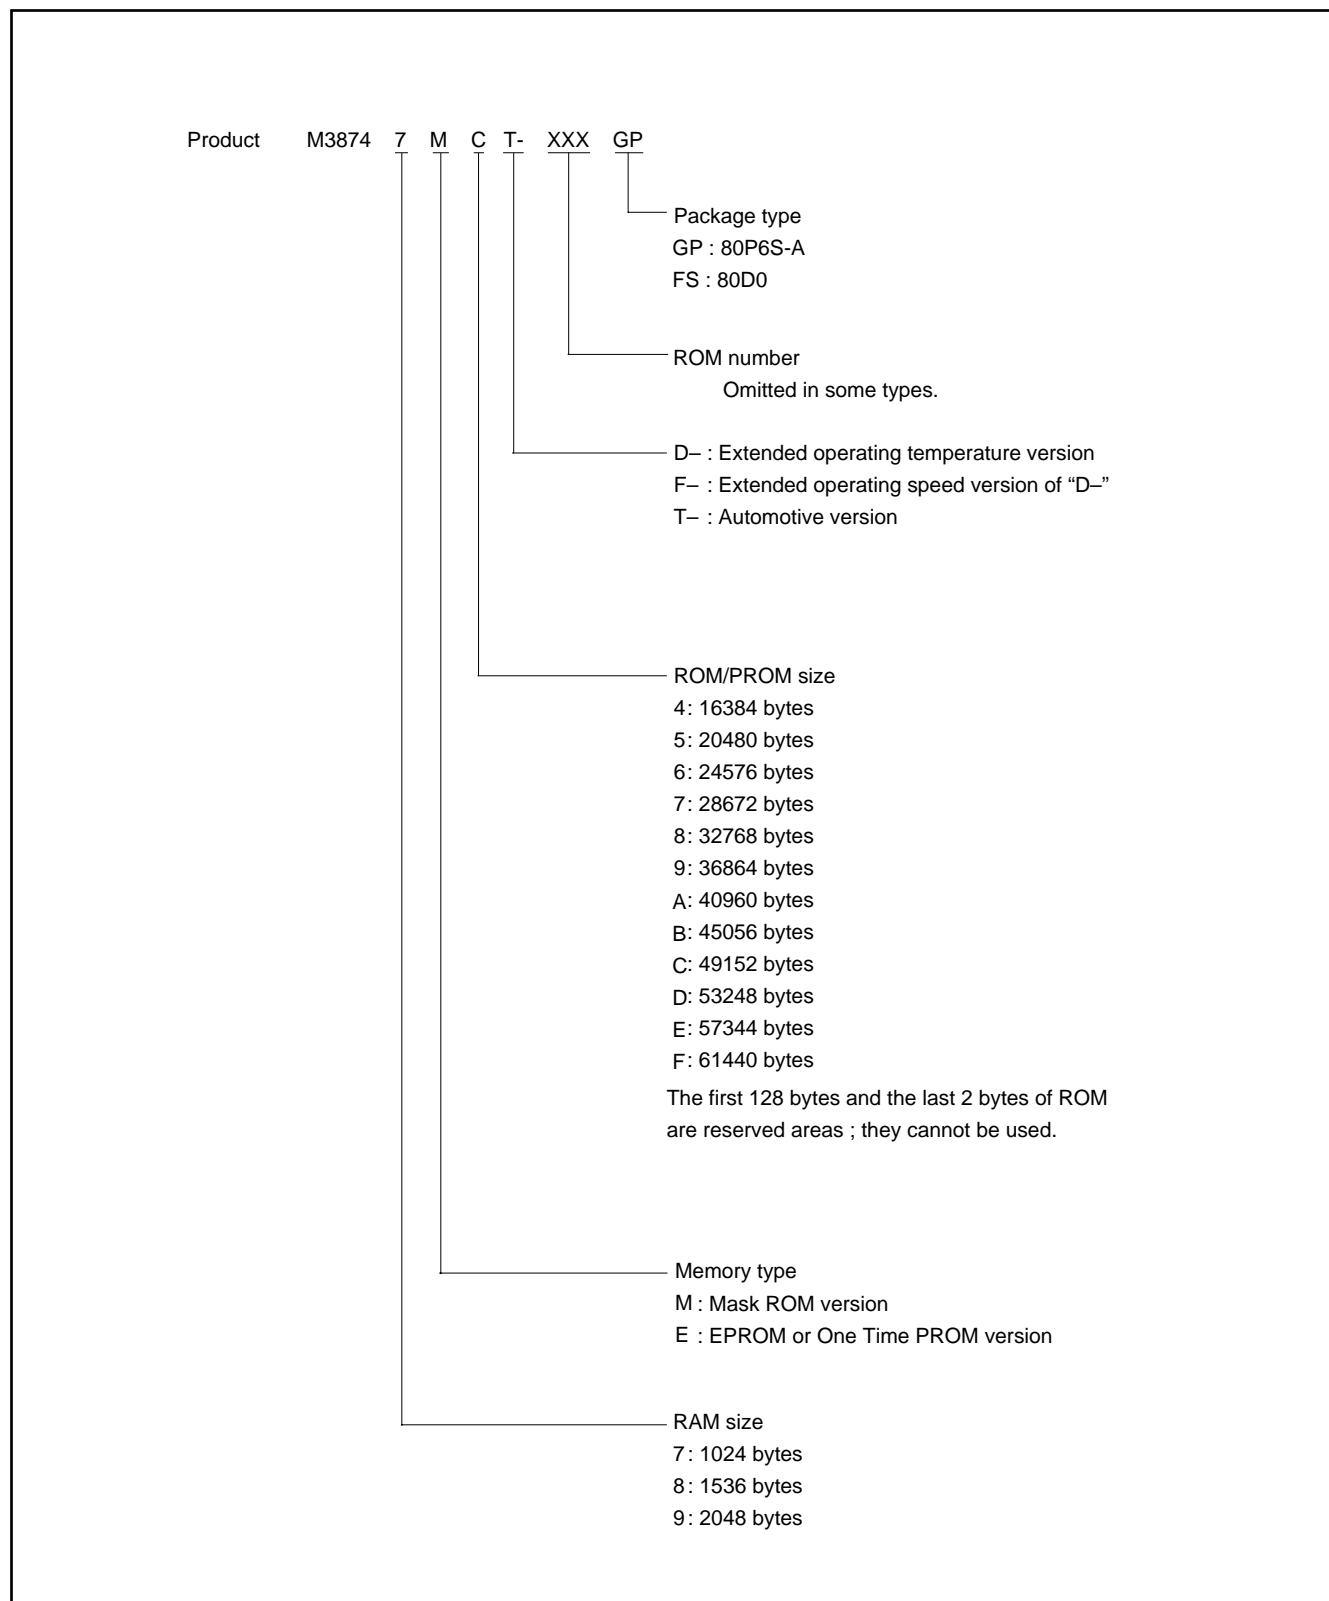 Product M3874 7 M C T- XXX GP
Package type
GP : 80P6S-A
FS : 80D0
ROM number
Omitted in some types.
D– : Extended operating temperature version
F– : Extended operating speed version of “D–”
T– : Automotive version
ROM/PROM size
4: 16384 bytes
5: 20480 bytes
6: 24576 bytes
7: 28672 bytes
8: 32768 bytes
9: 36864 bytes
A: 40960 bytes
B: 45056 bytes
C: 49152 bytes
D: 53248 bytes
E: 57344 bytes
F: 61440 bytes
The first 128 bytes and the last 2 bytes of ROM
are reserved areas ; they cannot be used.
Memory type
M : Mask ROM version
E : EPROM or One Time PROM version
RAM size
7: 1024 bytes
8: 1536 bytes
9: 2048 bytes